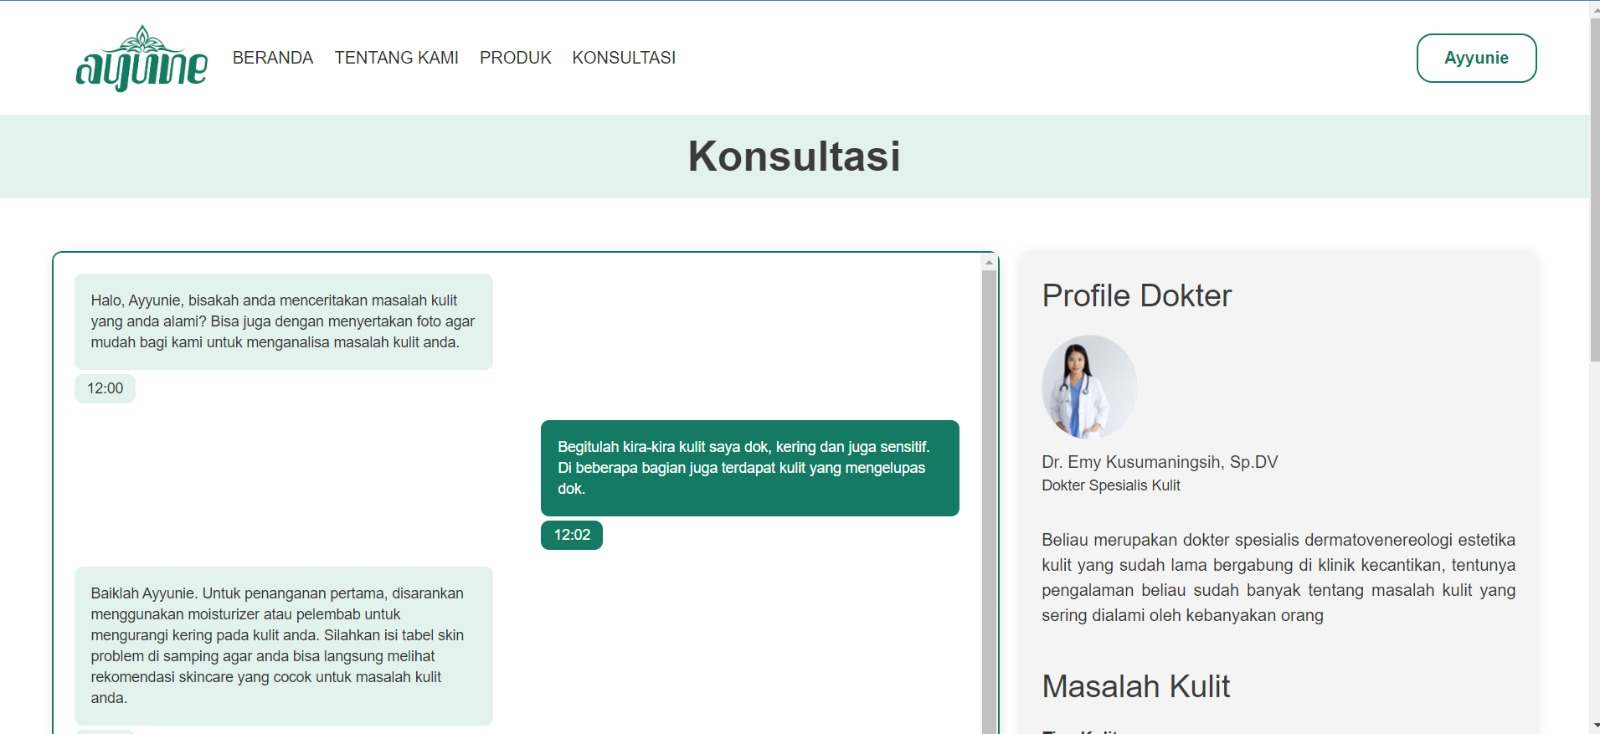 ayuine
BERANDA TENTANG KAMI PRODUK KONSULTASI
Ayyunie
Konsultasi
Halo, Ayyunie, bisakah anda menceritakan masalah kulit
yang anda alami? Bisa juga dengan menyertakan foto agar
mudah bagi kami untuk menganalisa masalah kulit anda.
12:00
Begitulah kira-kira kulit saya dok, kering dan juga sensitif.
Di beberapa bagian juga terdapat kulit yang mengelupas
dok.
12:02
Baiklah Ayyunie. Untuk penanganan pertama, disarankan
menggunakan moisturizer atau pelembab untuk
mengurangi kering pada kulit anda. Silahkan isi tabel skin
problem di samping agar anda bisa langsung melihat
rekomendasi skincare yang cocok untuk masalah kulit
anda.
Profile Dokter
Dr. Emy Kusumaningsih, Sp.DV
Dokter Spesialis Kulit
Beliau merupakan dokter spesialis dermatovenereologi estetika
kulit yang sudah lama bergabung di klinik kecantikan, tentunya
pengalaman beliau sudah banyak tentang masalah kulit yang
sering dialami oleh kebanyakan orang
Masalah Kulit